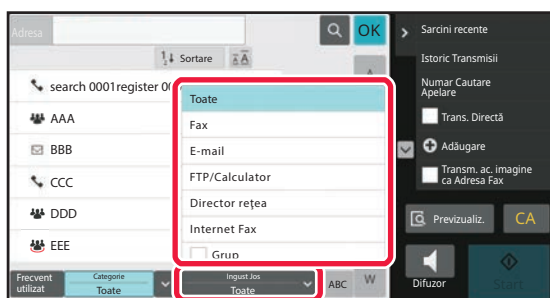 Adresa
OK
Sortare
A
search 0001register 00
AAA
BBB
CCC
DDD
EEE
Toate
Fax
E-mail
FTP/Calculator
Director rețea
Internet Fax
Grup
Frecvent
utilizat
Categorie
Toate
Ingust Jos
Toate
ABC
W
Sarcini recente
Istoric Transmisii
Numar Cautare
Apelare
Trans. Directă
Adăugare
Transm. ac. imagine
ca Adresa Fax
Previzualiz.
CA
Difuzor
Start